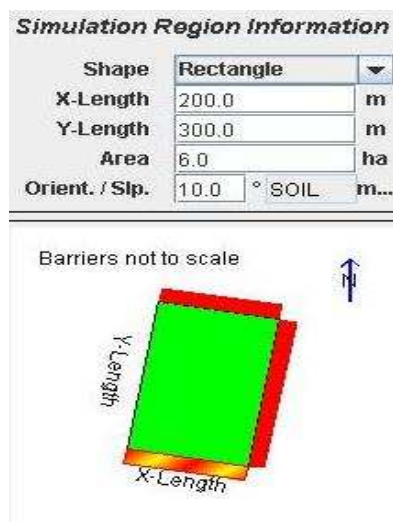 Simulation Region Information
Shape Rectangle
X-Length 200.0 m
Y-Length 300.0 m
Area 6.0 ha
Orient. / Slp. 10.0 ° SOIL m...
Barriers not to scale
N
Y-Length
X-Length